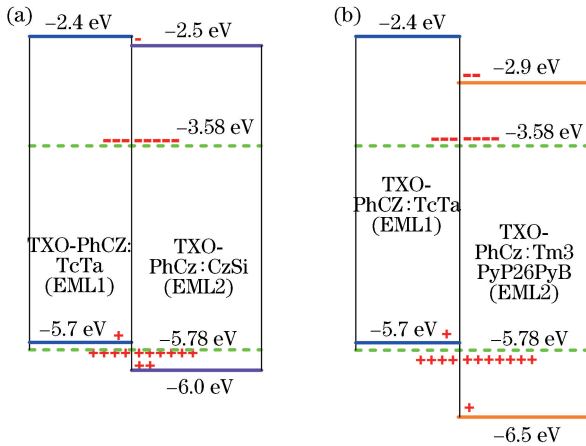 (a)
−2.4 eV
−2.5 eV
−3.58 eV
TXO-PhCZ:
TcTa
(EML1)
TXO-
PhCz:CzSi
(EML2)
−5.7 eV
−5.78 eV
−6.0 eV
(b)
−2.4 eV
−2.9 eV
−3.58 eV
TXO-
PhCZ:TcTa
(EML1)
TXO-
PhCz:Tm3
PyP26PyB
(EML2)
−5.7 eV
−5.78 eV
−6.5 eV